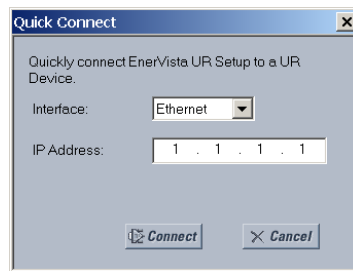 Quick Connect
Quickly connect EnerVista UR Setup to a UR
Device.
Interface: Ethernet
IP Address: 1 . 1 . 1 . 1
Connect Cancel